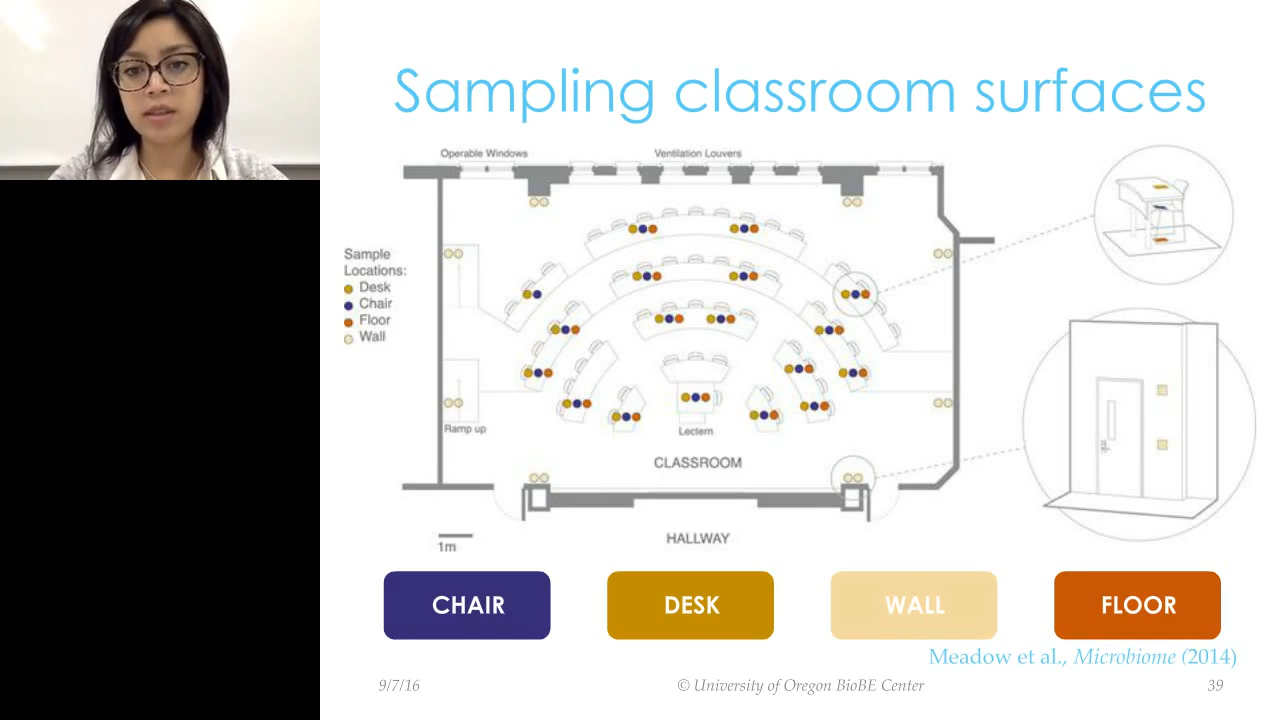 Sampling classroom surfaces
Operable Windows
Ventilation Louvers
Sample
Locations:
Desk
Chair
Floor
Wall
Ramp up
Lectern
CLASSROOM
HALLWAY
1m
CHAIR
DESK
WALL
FLOOR
Meadow et al., Microbiome (2014)
9/7/16
© University of Oregon BioBE Center
39